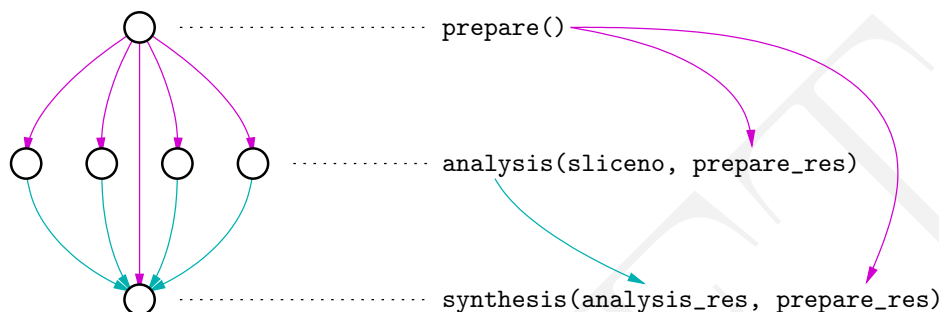 prepare()
analysis(sliceno, prepare_res)
synthesis(analysis_res, prepare_res)